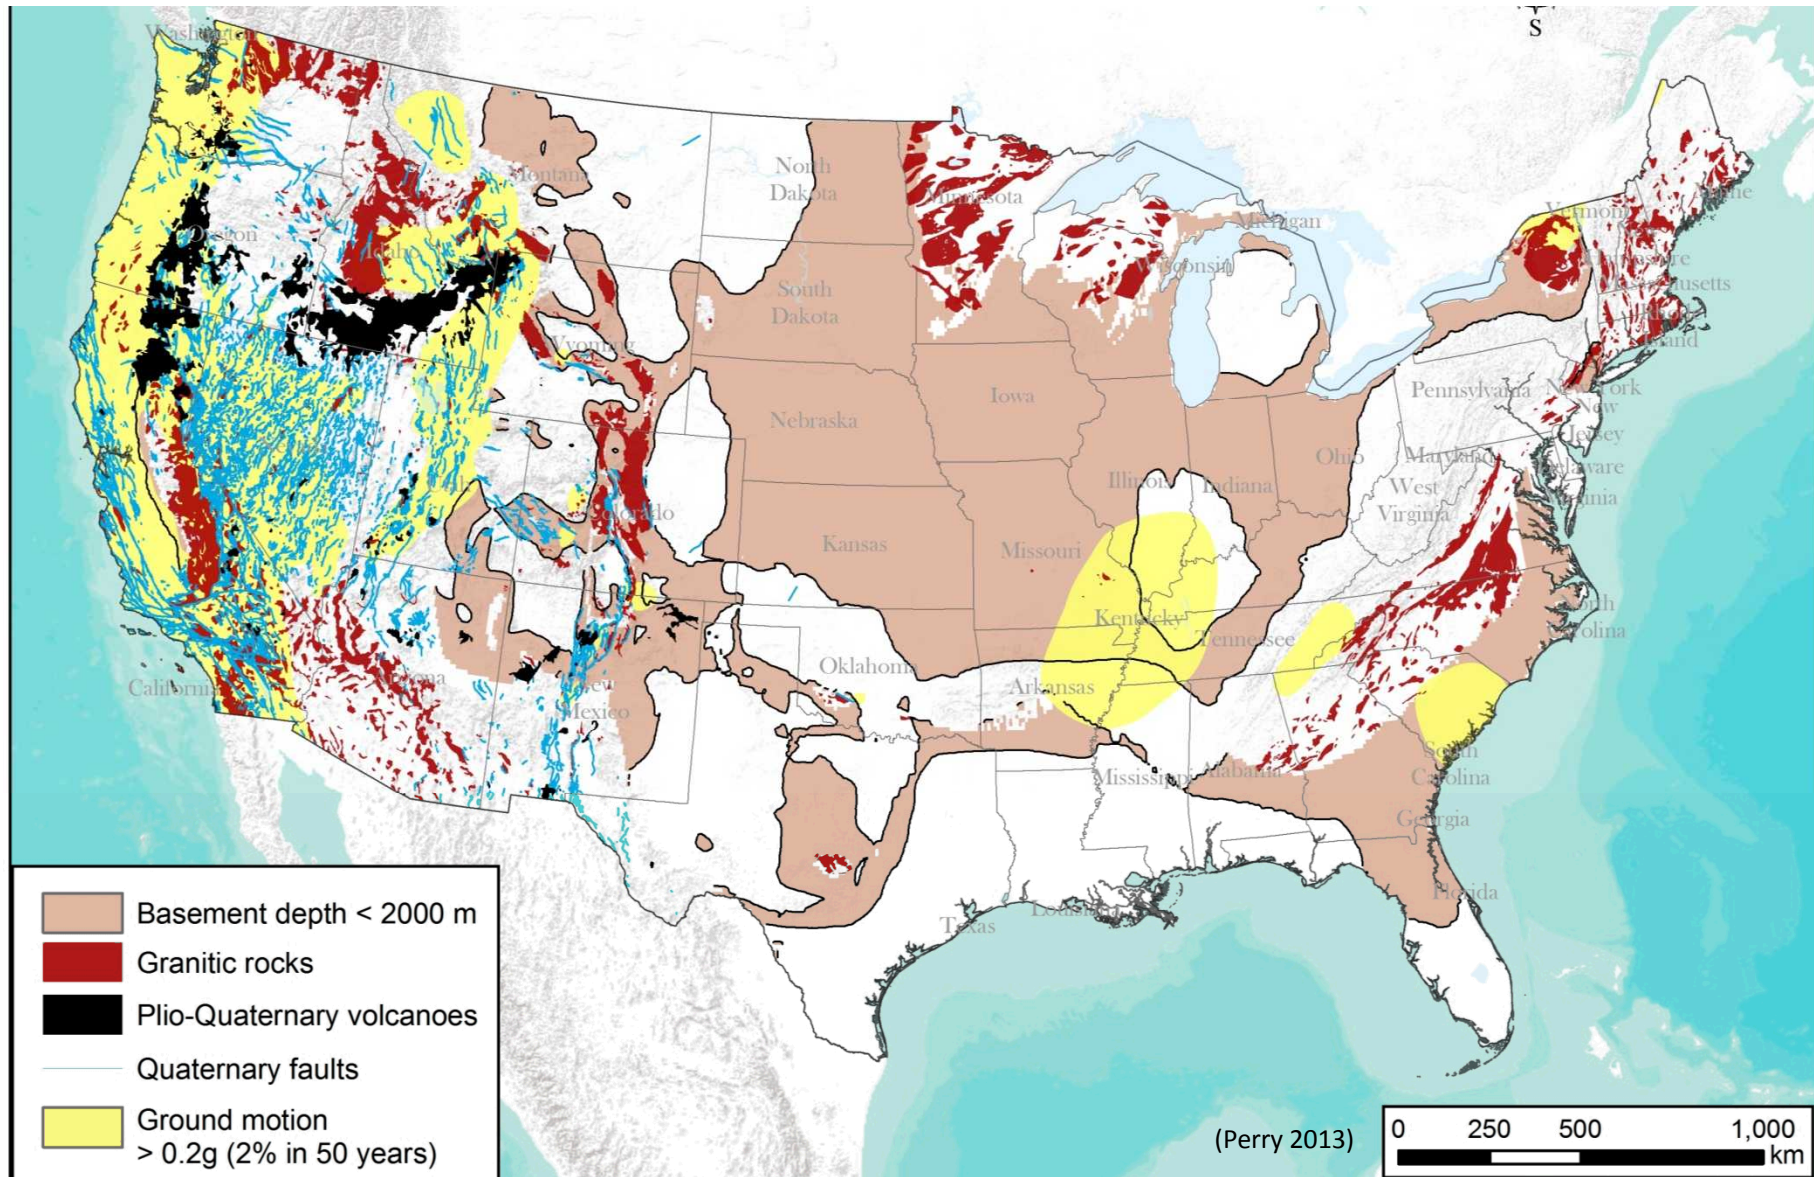 S
Washington
Montana
North
Dakota
Minnesota
Michigan
Vermont
Maine
Oregon
Idaho
Wisconsin
Hampshire
Massachusetts
South
Dakota
Wyoming
Rhode
Island
Iowa
Pennsylvania
New York
New
Jersey
Nebraska
Ohio
Maryland
Delaware
Illinois
Indiana
West
Virginia
Virginia
Utah
Colorado
Kansas
Missouri
Kentucky
Tennessee
North
Carolina
California
Arizona
New
Mexico
Oklahoma
Arkansas
South
Carolina
Mississippi
Alabama
Georgia
Florida
Texas
Louisiana
Basement depth < 2000 m
Granitic rocks
Plio-Quaternary volcanoes
Quaternary faults
Ground motion
> 0.2g (2% in 50 years)
(Perry 2013)
0 250 500 1,000
km